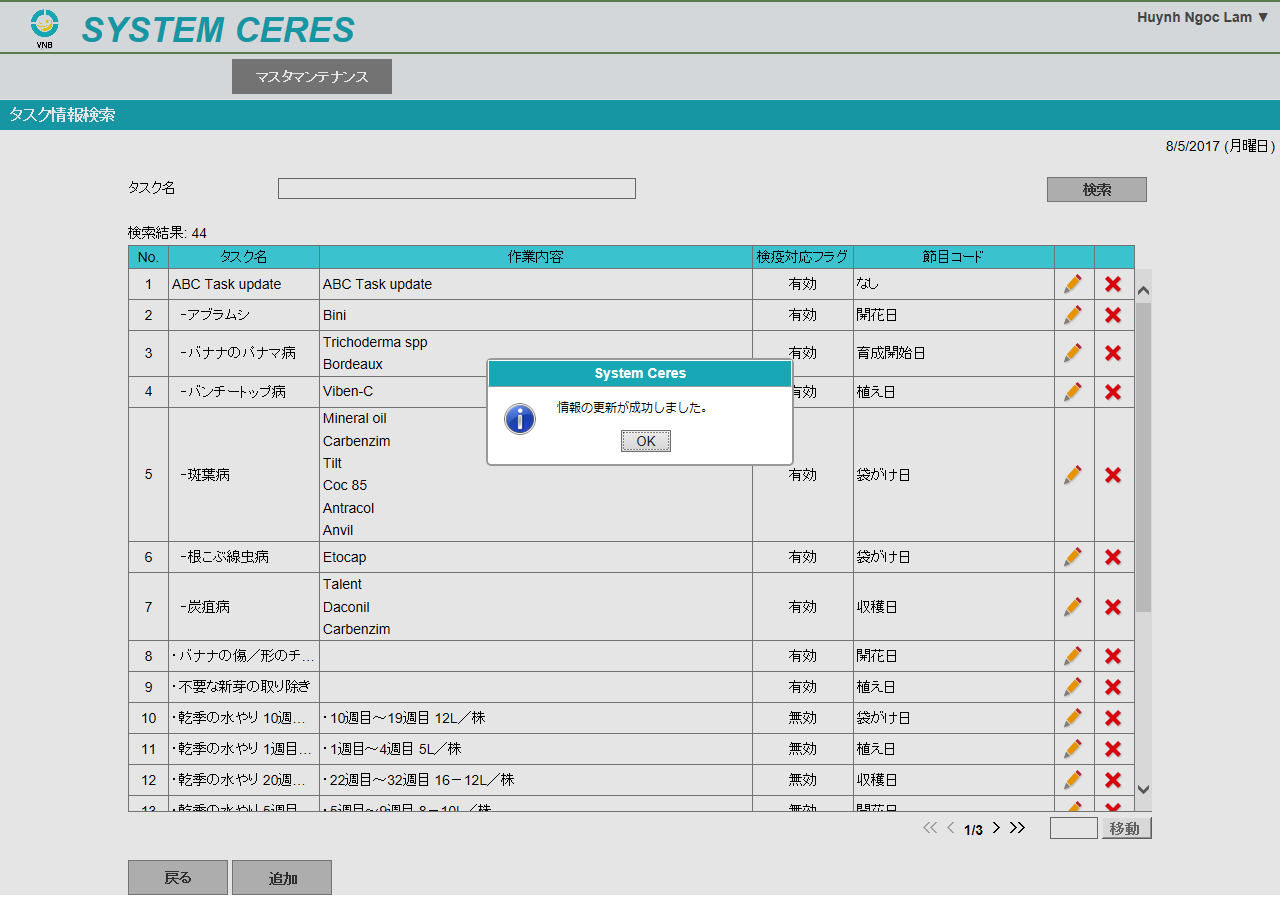 VNB
SYSTEM CERES
Huynh Ngoc Lam ▼
マスタマンテナンス
タスク情報検索
8/5/2017 (月曜日)
タスク名
検索
検索結果: 44
No. タスク名 作業内容 検疫対応フラグ 節目コード
1 ABC Task update ABC Task update 有効 なし
2 -アブラムシ Bini 有効 開花日
3 -バナナのパナマ病 Trichoderma spp 有効 育成開始日
Bordeaux
4 -バンチートップ病 Viben-C 有効 植え日
System Ceres
情報の更新が成功しました。
OK
5 -斑葉病 Mineral oil 有効 袋がけ日
Carbenzim
Tilt
Coc 85
Antracol
Anvil
6 -根こぶ線虫病 Etocap 有効 袋がけ日
7 -炭疽病 Talent 有効 収穫日
Daconil
Carbenzim
8 ・バナナの傷／形のチ... 有効 開花日
9 ・不要な新芽の取り除き 有効 植え日
10 ・乾季の水やり 10週... ・10週目～19週目 12L／株 無効 袋がけ日
11 ・乾季の水やり 1週目... ・1週目～4週目 5L／株 無効 植え日
12 ・乾季の水やり 20週... ・22週目～32週目 16－12L／株 無効 収穫日
13 ・乾季の水やり 5週目 ・5週目～9週目 8－10L／株 無効 開花日
1/3
移動
戻る 追加